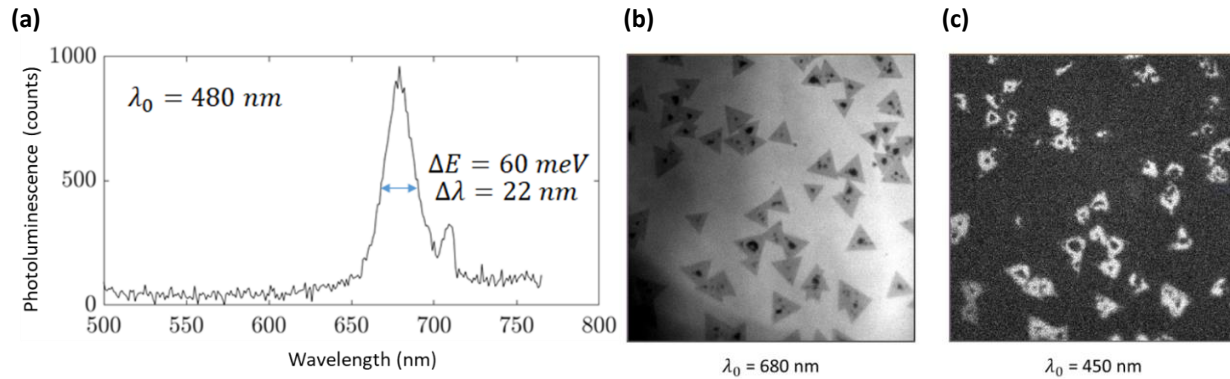 (a)
(b)
(c)
1000
500
0
Photoluminescence (counts)
λ₀ = 480 nm
ΔE = 60 meV
Δλ = 22 nm
500 550 600 650 700 750 800
Wavelength (nm)
λ₀ = 680 nm
λ₀ = 450 nm